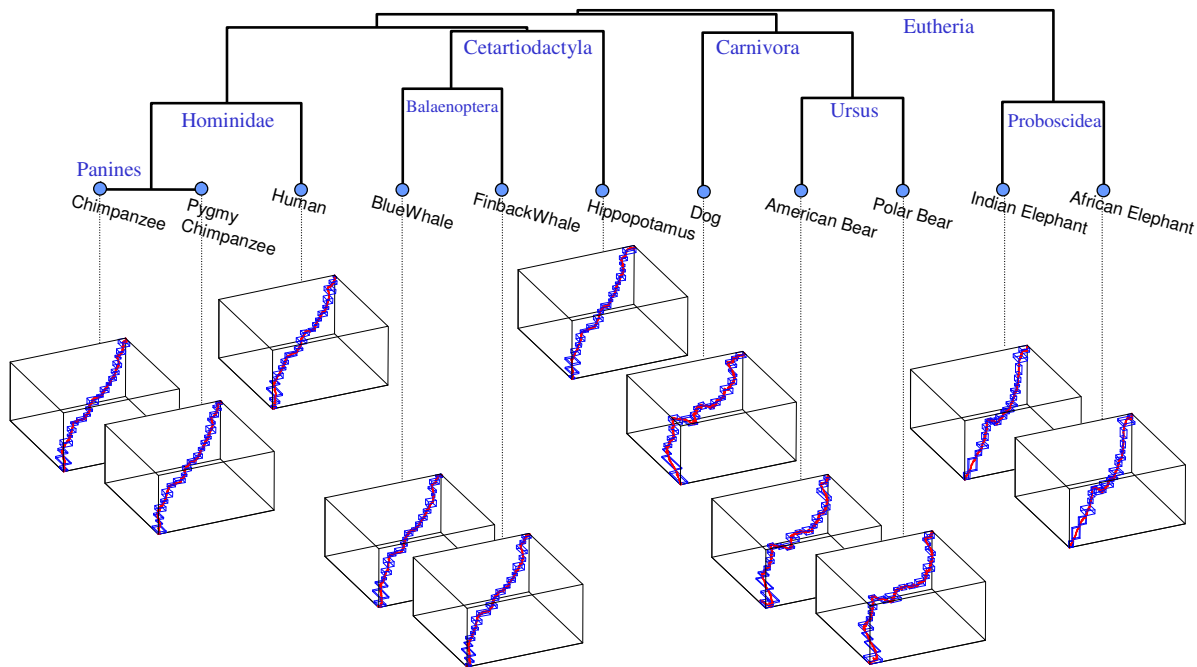 Eutheria
Cetartiodactyla
Carnivora
Balaenoptera
Ursus
Hominidae
Proboscidea
Panines
Chimpanzee
Pygmy
Chimpanzee
Human
BlueWhale
FinbackWhale
Hippopotamus
Dog
American Bear
Polar Bear
Indian Elephant
African Elephant